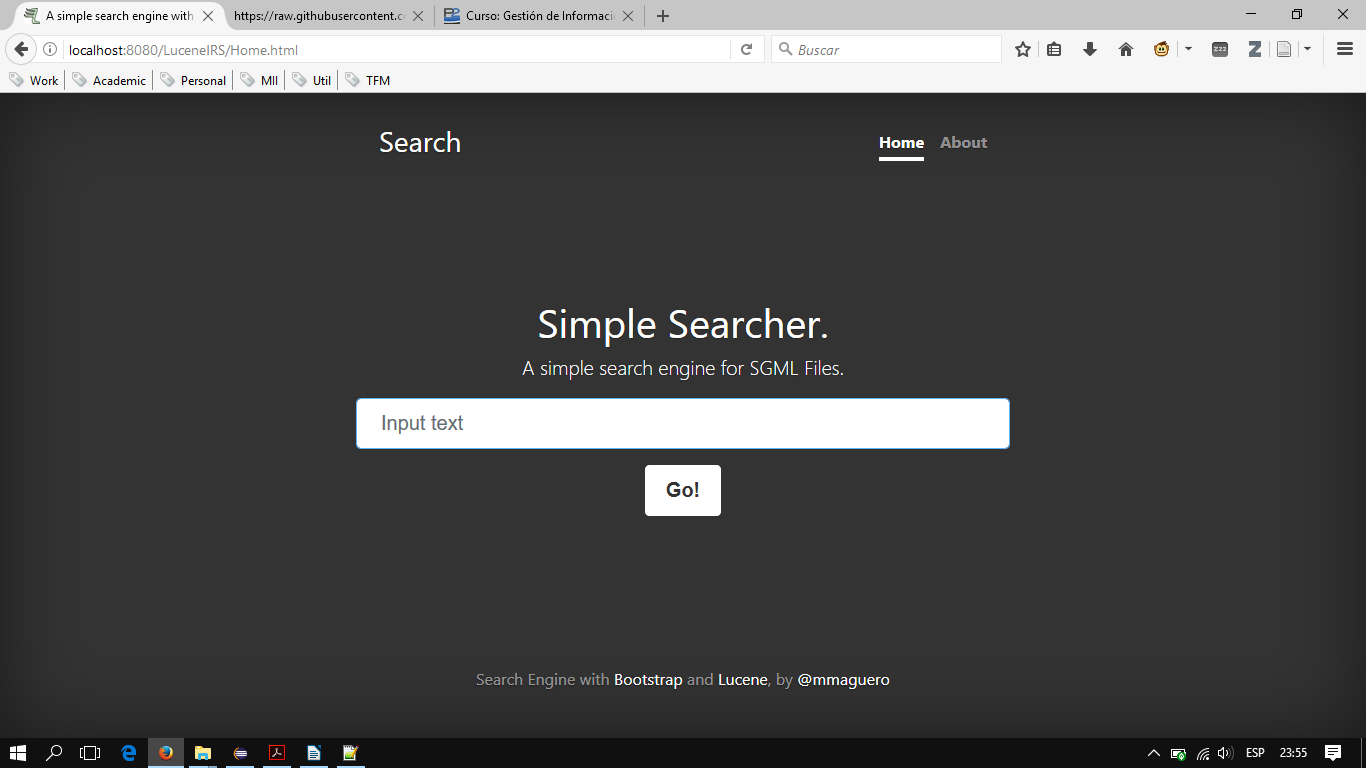 A simple search engine with
https://raw.githubusercontent.c
Curso: Gestión de Informaci
localhost:8080/LuceneIRS/Home.html
Buscar
Work Academic Personal MII Util TFM
Search Home About
Simple Searcher.
A simple search engine for SGML Files.
Input text
Go!
Search Engine with Bootstrap and Lucene, by @mmaguero
ESP 23:55